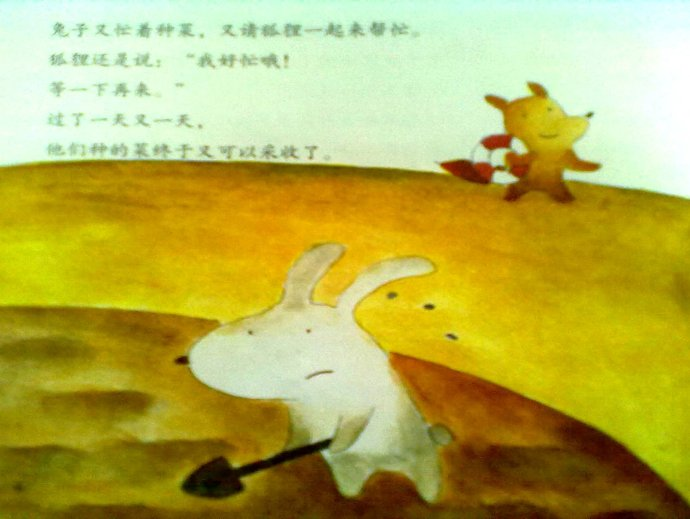 兔子又忙着种菜，又请狐狸一起来帮忙。
狐狸还是说：“我好忙哦！
等一下再来。”
过了一天又一天，
他们种的菜终于又可以采收了。